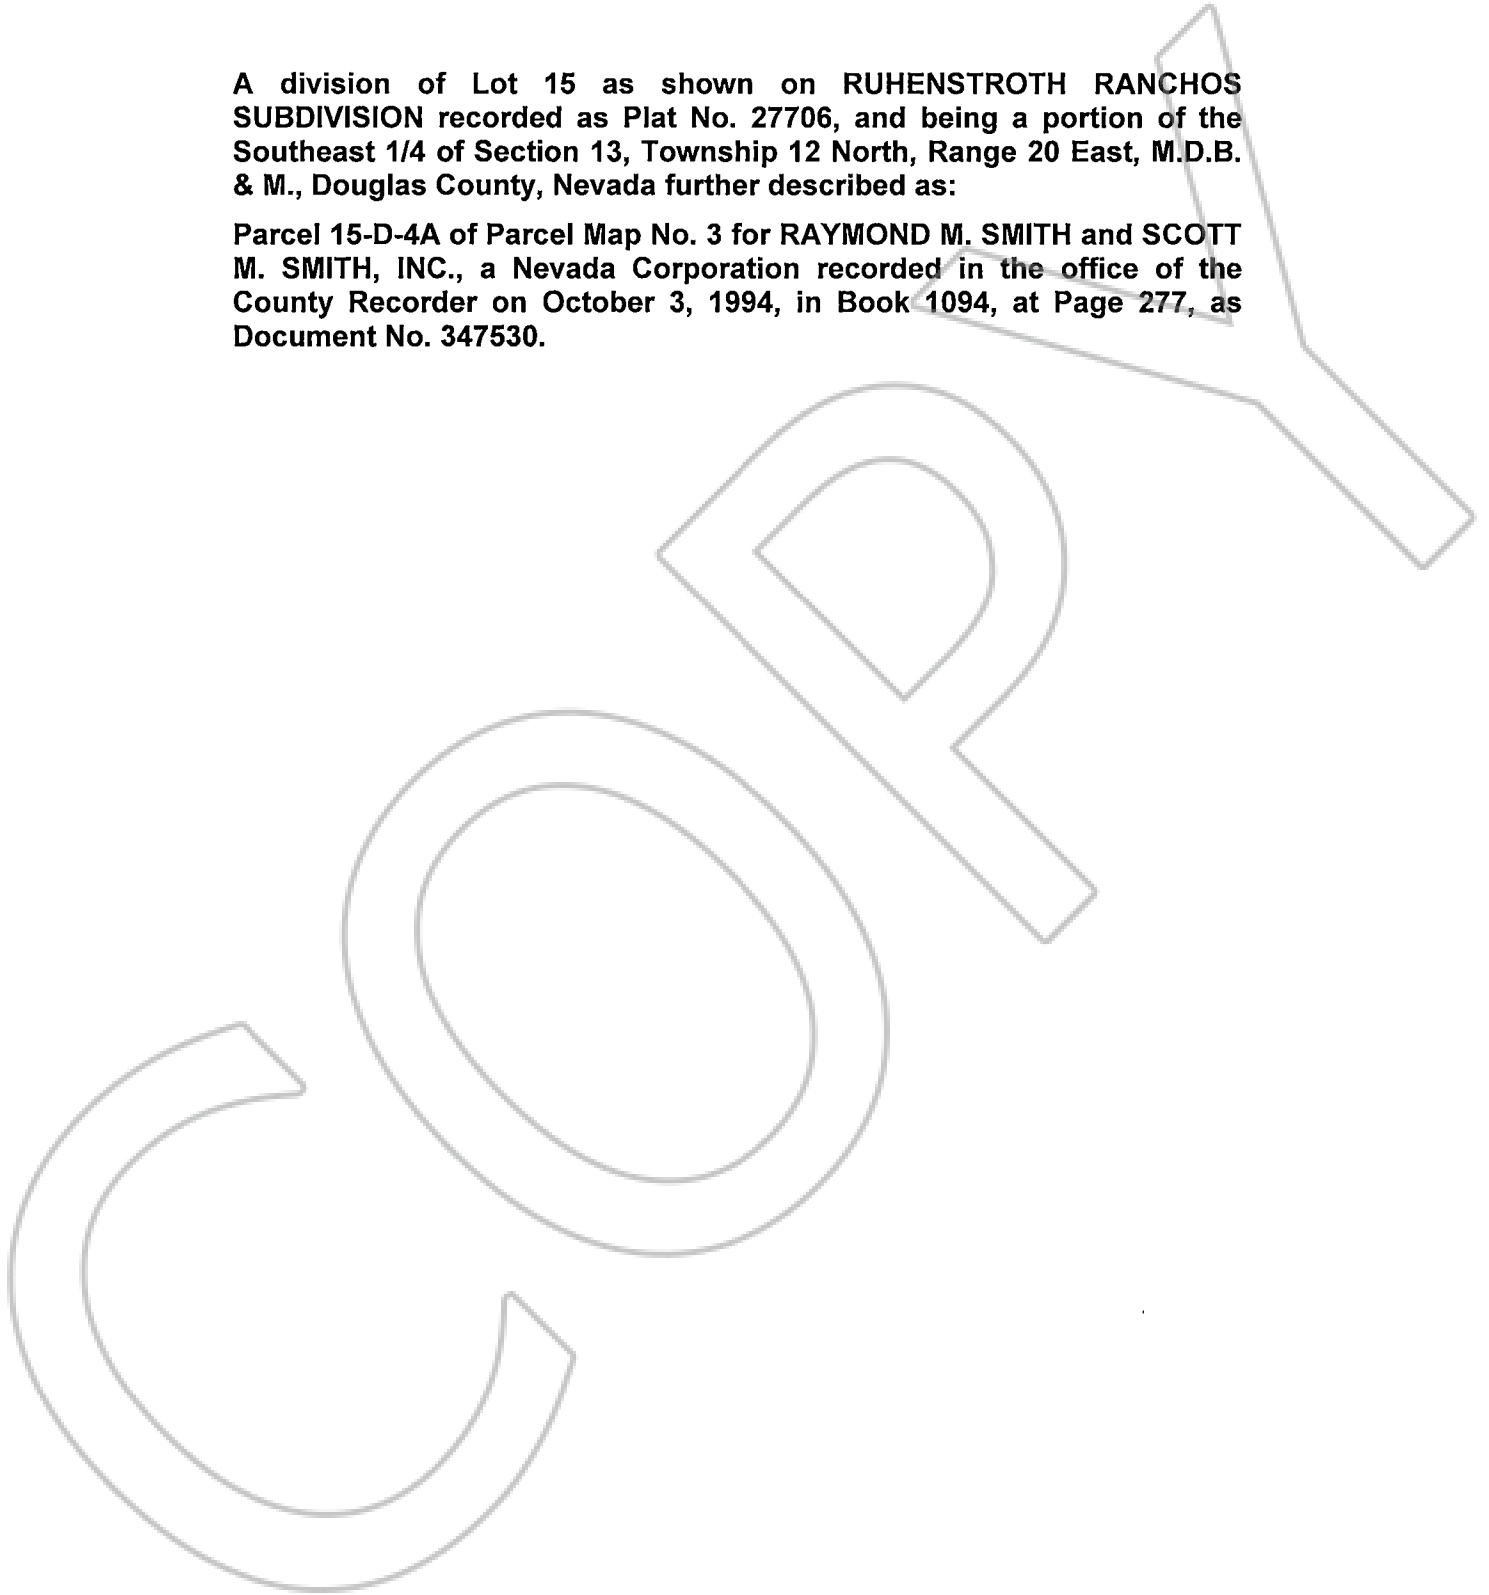 A division of Lot 15 as shown on RUHENSTROTH RANCHOS
SUBDIVISION recorded as Plat No. 27706, and being a portion of the
Southeast 1/4 of Section 13, Township 12 North, Range 20 East, M.D.B.
& M., Douglas County, Nevada further described as:
Parcel 15-D-4A of Parcel Map No. 3 for RAYMOND M. SMITH and SCOTT
M. SMITH, INC., a Nevada Corporation recorded in the office of the
County Recorder on October 3, 1994, in Book 1094, at Page 277, as
Document No. 347530.
COPY